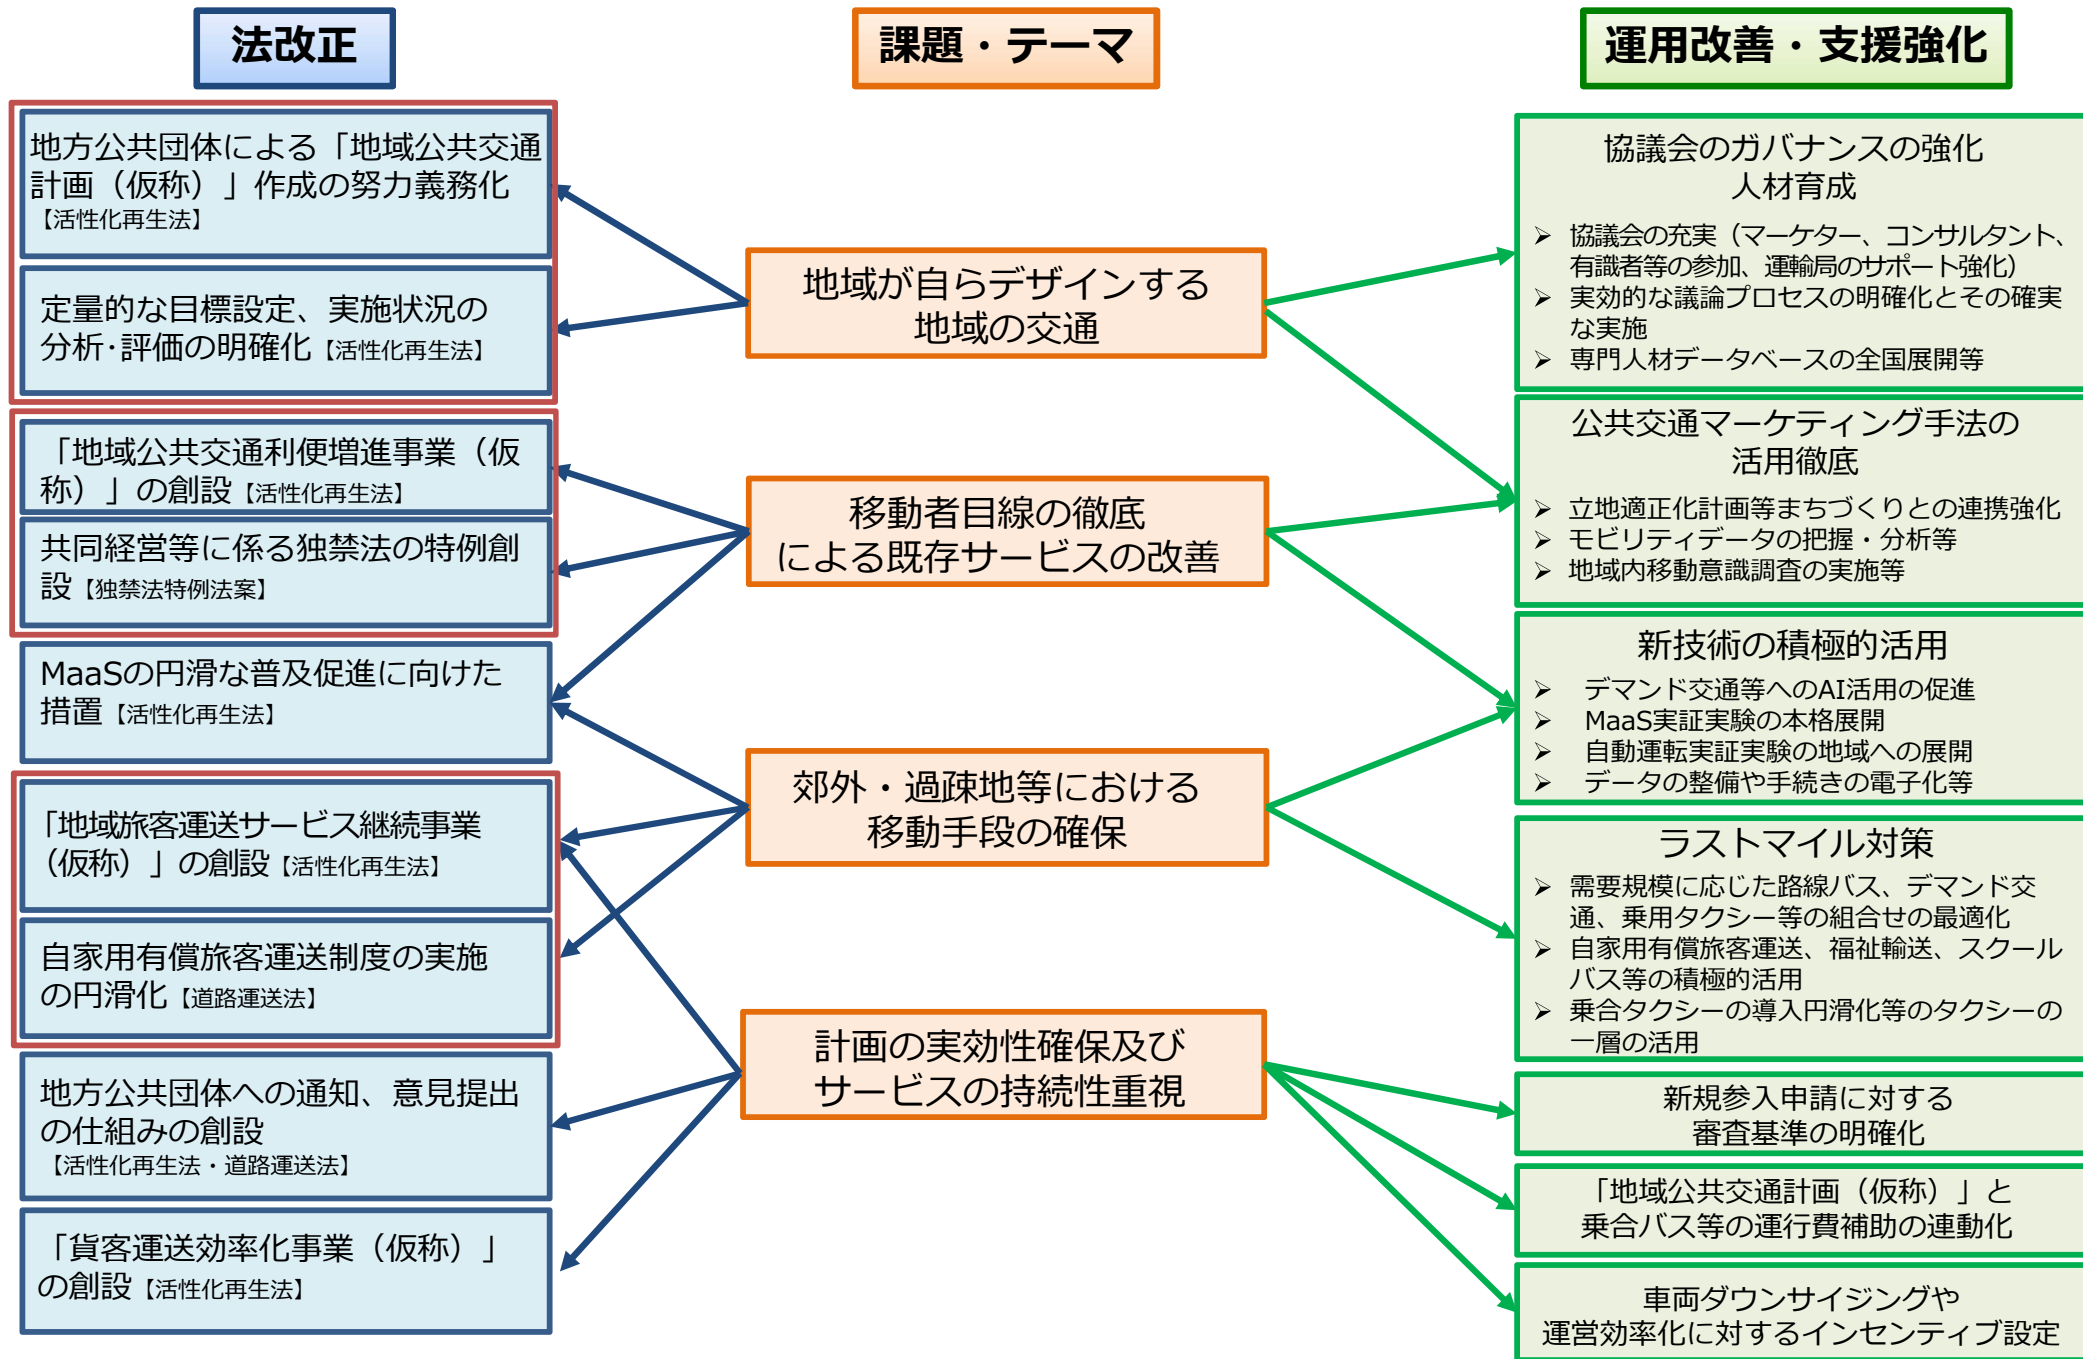 法改正
課題・テーマ
運用改善・支援強化
地方公共団体による「地域公共交通
計画（仮称）」作成の努力義務化
【活性化再生法】
定量的な目標設定、実施状況の
分析･評価の明確化【活性化再生法】
「地域公共交通利便増進事業（仮
称）」の創設【活性化再生法】
共同経営等に係る独禁法の特例創
設【独禁法特例法案】
MaaSの円滑な普及促進に向けた
措置【活性化再生法】
「地域旅客運送サービス継続事業
（仮称）」の創設【活性化再生法】
自家用有償旅客運送制度の実施
の円滑化【道路運送法】
地方公共団体への通知、意見提出
の仕組みの創設
【活性化再生法・道路運送法】
「貨客運送効率化事業（仮称）」
の創設【活性化再生法】
地域が自らデザインする
地域の交通
移動者目線の徹底
による既存サービスの改善
郊外・過疎地等における
移動手段の確保
計画の実効性確保及び
サービスの持続性重視
協議会のガバナンスの強化
人材育成
➢ 協議会の充実（マーケター、コンサルタント、
有識者等の参加、運輸局のサポート強化）
➢ 実効的な議論プロセスの明確化とその確実
な実施
➢ 専門人材データベースの全国展開等
公共交通マーケティング手法の
活用徹底
➢ 立地適正化計画等まちづくりとの連携強化
➢ モビリティデータの把握・分析等
➢ 地域内移動意識調査の実施等
新技術の積極的活用
➢ デマンド交通等へのAI活用の促進
➢ MaaS実証実験の本格展開
➢ 自動運転実証実験の地域への展開
➢ データの整備や手続きの電子化等
ラストマイル対策
➢ 需要規模に応じた路線バス、デマンド交
通、乗用タクシー等の組合せの最適化
➢ 自家用有償旅客運送、福祉輸送、スクール
バス等の積極的活用
➢ 乗合タクシーの導入円滑化等のタクシーの
一層の活用
新規参入申請に対する
審査基準の明確化
「地域公共交通計画（仮称）」と
乗合バス等の運行費補助の連動化
車両ダウンサイジングや
運営効率化に対するインセンティブ設定